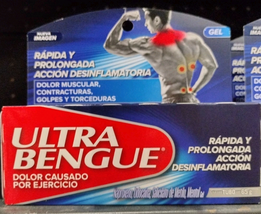 NUEVA
IMAGEN
GEL
RÁPIDA Y
PROLONGADA
ACCIÓN DESINFLAMATORIA
DOLOR MUSCULAR,
CONTRACTURAS,
GOLPES Y TORCEDURAS
ULTRA
BENGUE®
DOLOR CAUSADO
POR EJERCICIO
RÁPIDA Y
PROLONGADA
ACCIÓN
DESINFLAMATORIA